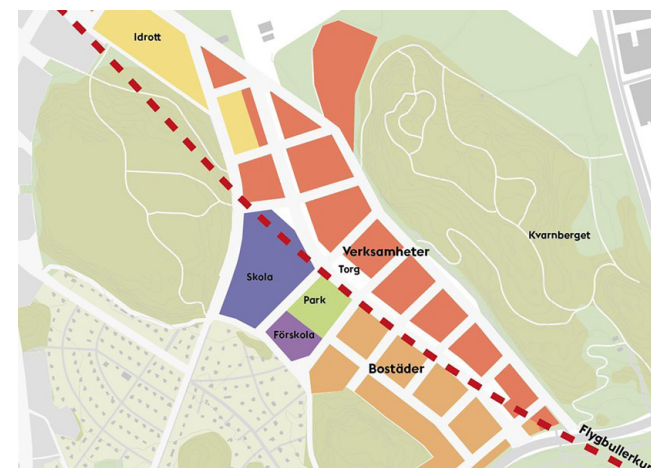 Idrott
Kvarnberget
Verksamheter
Torg
Skola
Park
Förskola
Bostäder